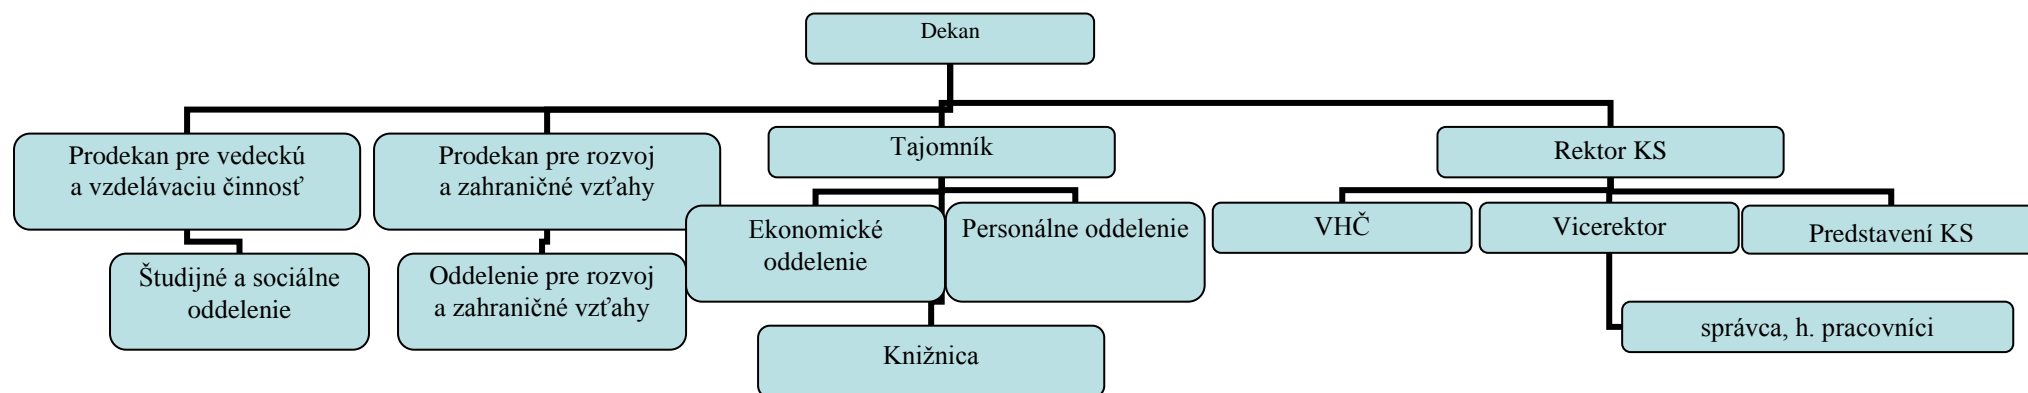 Dekan
Prodekan pre vedeckú
a vzdelávaciu činnosť
Prodekan pre rozvoj
a zahraničné vzťahy
Tajomník
Rektor KS
Ekonomické
oddelenie
Personálne oddelenie
VHČ
Vicerektor
Predstavení KS
Študijné a sociálne
oddelenie
Oddelenie pre rozvoj
a zahraničné vzťahy
správca, h. pracovníci
Knižnica